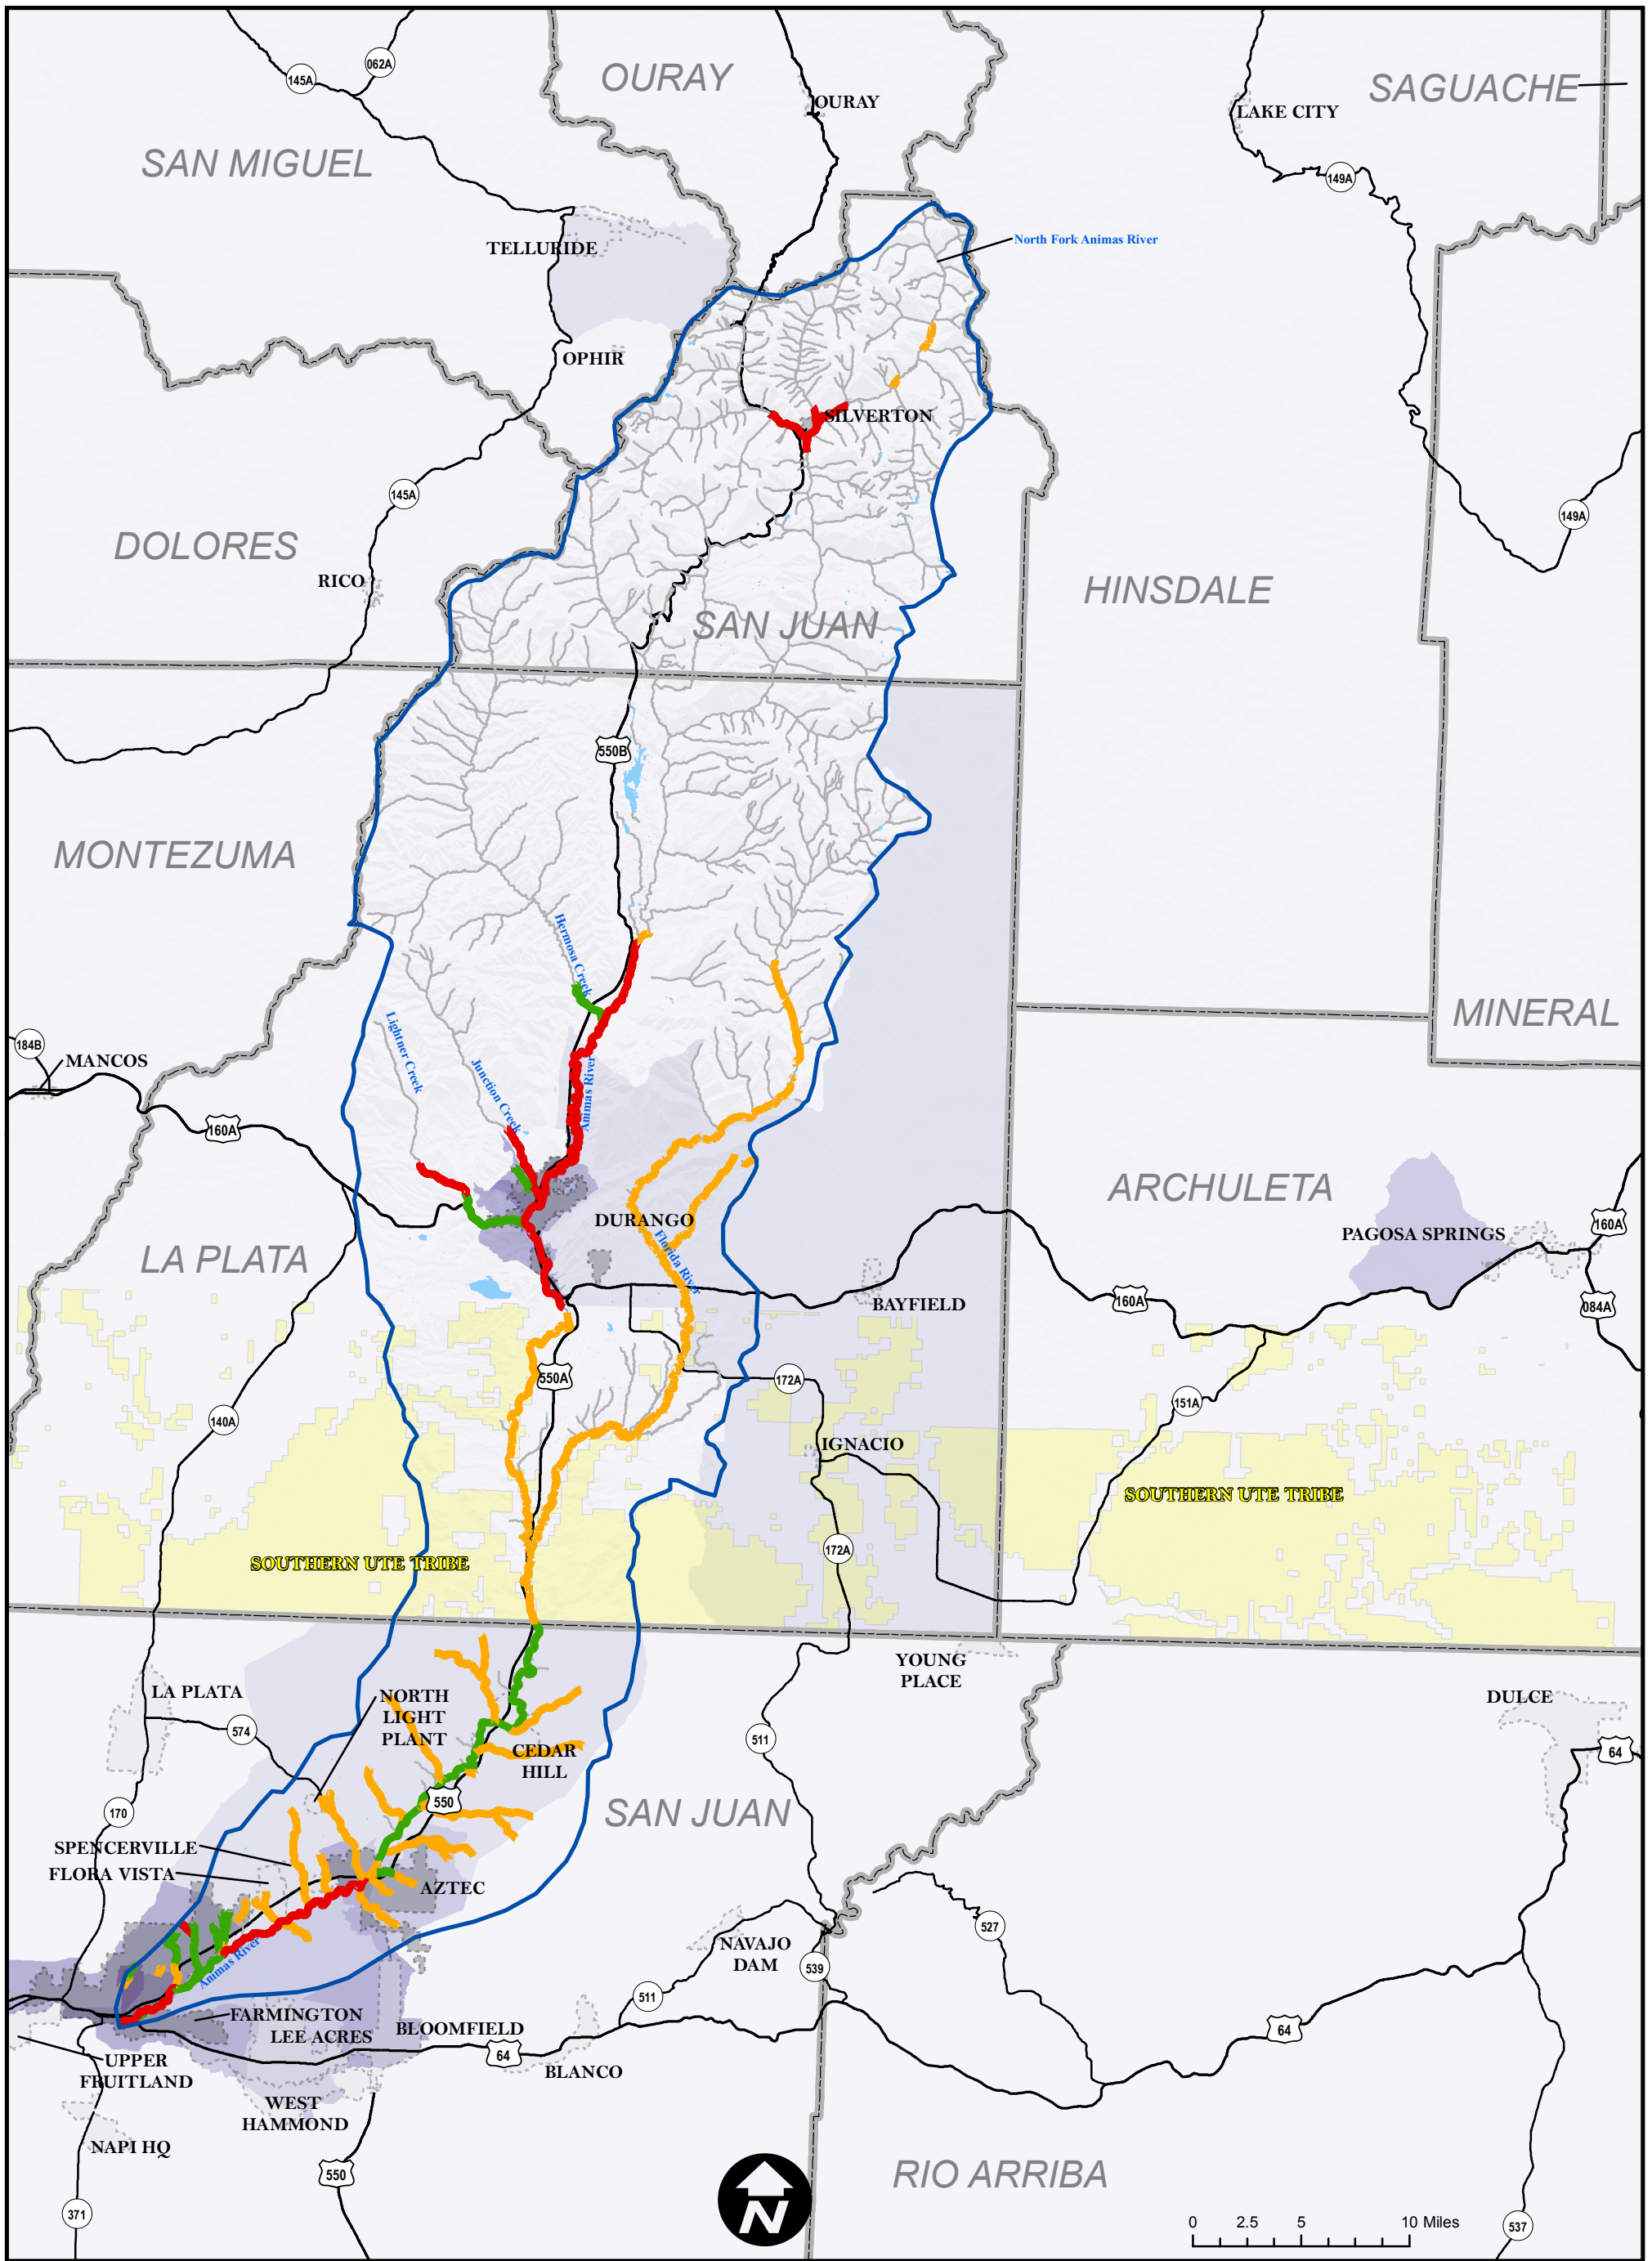 062A
145A
OURAY
SAGUACHE
OURAY
LAKE CITY
SAN MIGUEL
149A
North Fork Animas River
TELLURIDE
OPHIR
SILVERTON
145A
149A
DOLORES
RICO
HINSDALE
SAN JUAN
550B
MONTEZUMA
Hermosa Creek
MINERAL
184B
MANCOS
Lightner Creek
Junction Creek
Animas River
160A
ARCHULETA
DURANGO
160A
PAGOSA SPRINGS
LA PLATA
Florida River
BAYFIELD
160A
084A
550A
172A
151A
140A
IGNACIO
SOUTHERN UTE TRIBE
172A
SOUTHERN UTE TRIBE
YOUNG
PLACE
LA PLATA
NORTH
LIGHT
PLANT
DULCE
574
511
64
CEDAR
HILL
550
170
SAN JUAN
SPENCERVILLE
FLORA VISTA
AZTEC
527
Animas River
NAVAJO
DAM
539
511
FARMINGTON
LEE ACRES
BLOOMFIELD
64
64
UPPER
FRUITLAND
BLANCO
WEST
HAMMOND
NAPI HQ
550
RIO ARRIBA
N
371
0 2.5 5 10 Miles
537